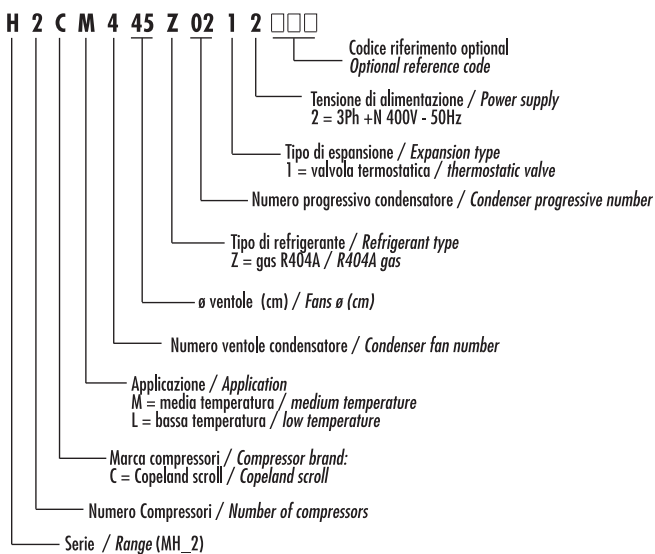 H 2 C M 4 45 Z 02 1 2 □□□
Codice riferimento optional
Optional reference code
Tensione di alimentazione / Power supply
2 = 3Ph +N 400V - 50Hz
Tipo di espansione / Expansion type
1 = valvola termostatica / thermostatic valve
Numero progressivo condensatore / Condenser progressive number
Tipo di refrigerante / Refrigerant type
Z = gas R404A / R404A gas
ø ventole (cm) / Fans ø (cm)
Numero ventole condensatore / Condenser fan number
Applicazione / Application
M = media temperatura / medium temperature
L = bassa temperatura / low temperature
Marca compressori / Compressor brand:
C = Copeland scroll / Copeland scroll
Numero Compressori / Number of compressors
Serie / Range (MH_2)